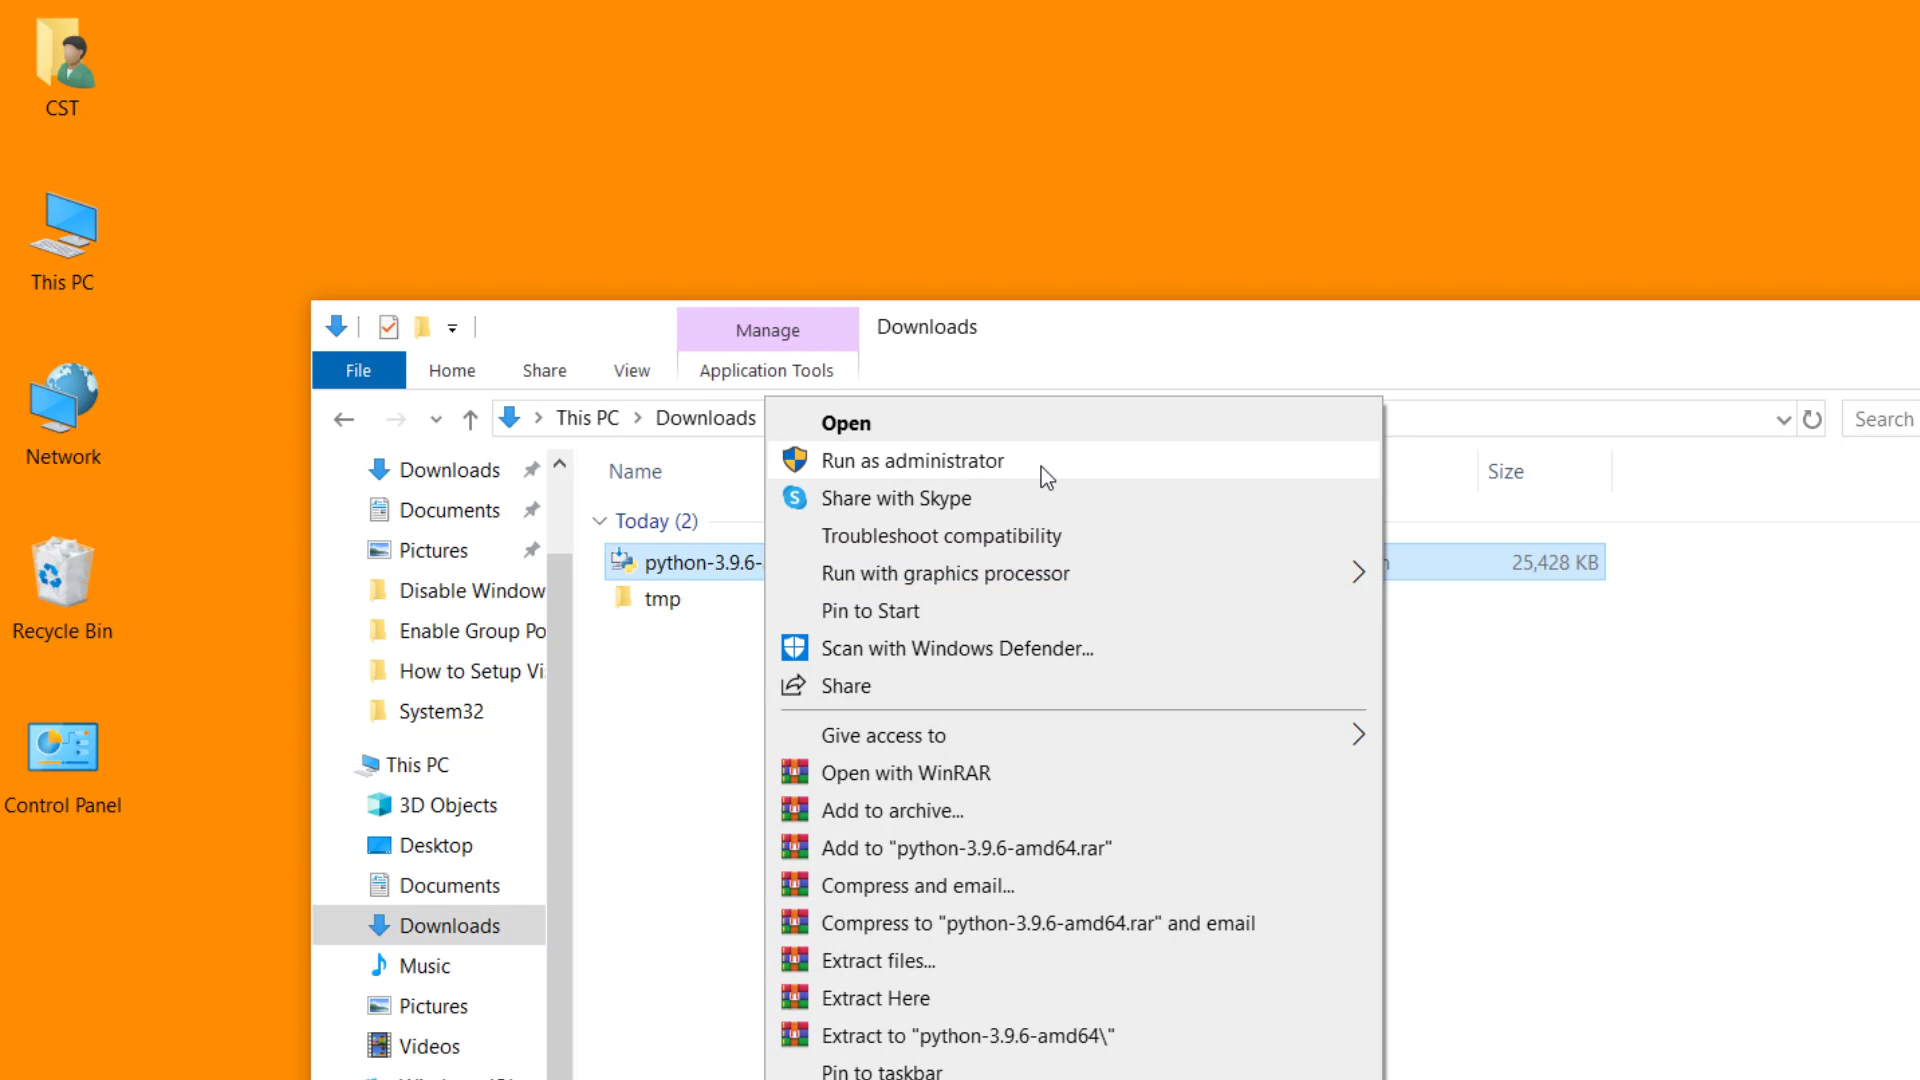 CST
This PC
Network
Recycle Bin
Control Panel
Manage
Downloads
File
Home
Share
View
Application Tools
This PC
Downloads
Search
Downloads
Documents
Pictures
Disable Window
Enable Group Po
How to Setup Vi
System32
This PC
3D Objects
Desktop
Documents
Downloads
Music
Pictures
Videos
Name
Size
Today (2)
python-3.9.6-
25,428 KB
tmp
Open
Run as administrator
Share with Skype
Troubleshoot compatibility
Run with graphics processor
Pin to Start
Scan with Windows Defender...
Share
Give access to
Open with WinRAR
Add to archive...
Add to "python-3.9.6-amd64.rar"
Compress and email...
Compress to "python-3.9.6-amd64.rar" and email
Extract files...
Extract Here
Extract to "python-3.9.6-amd64\"
Pin to taskbar